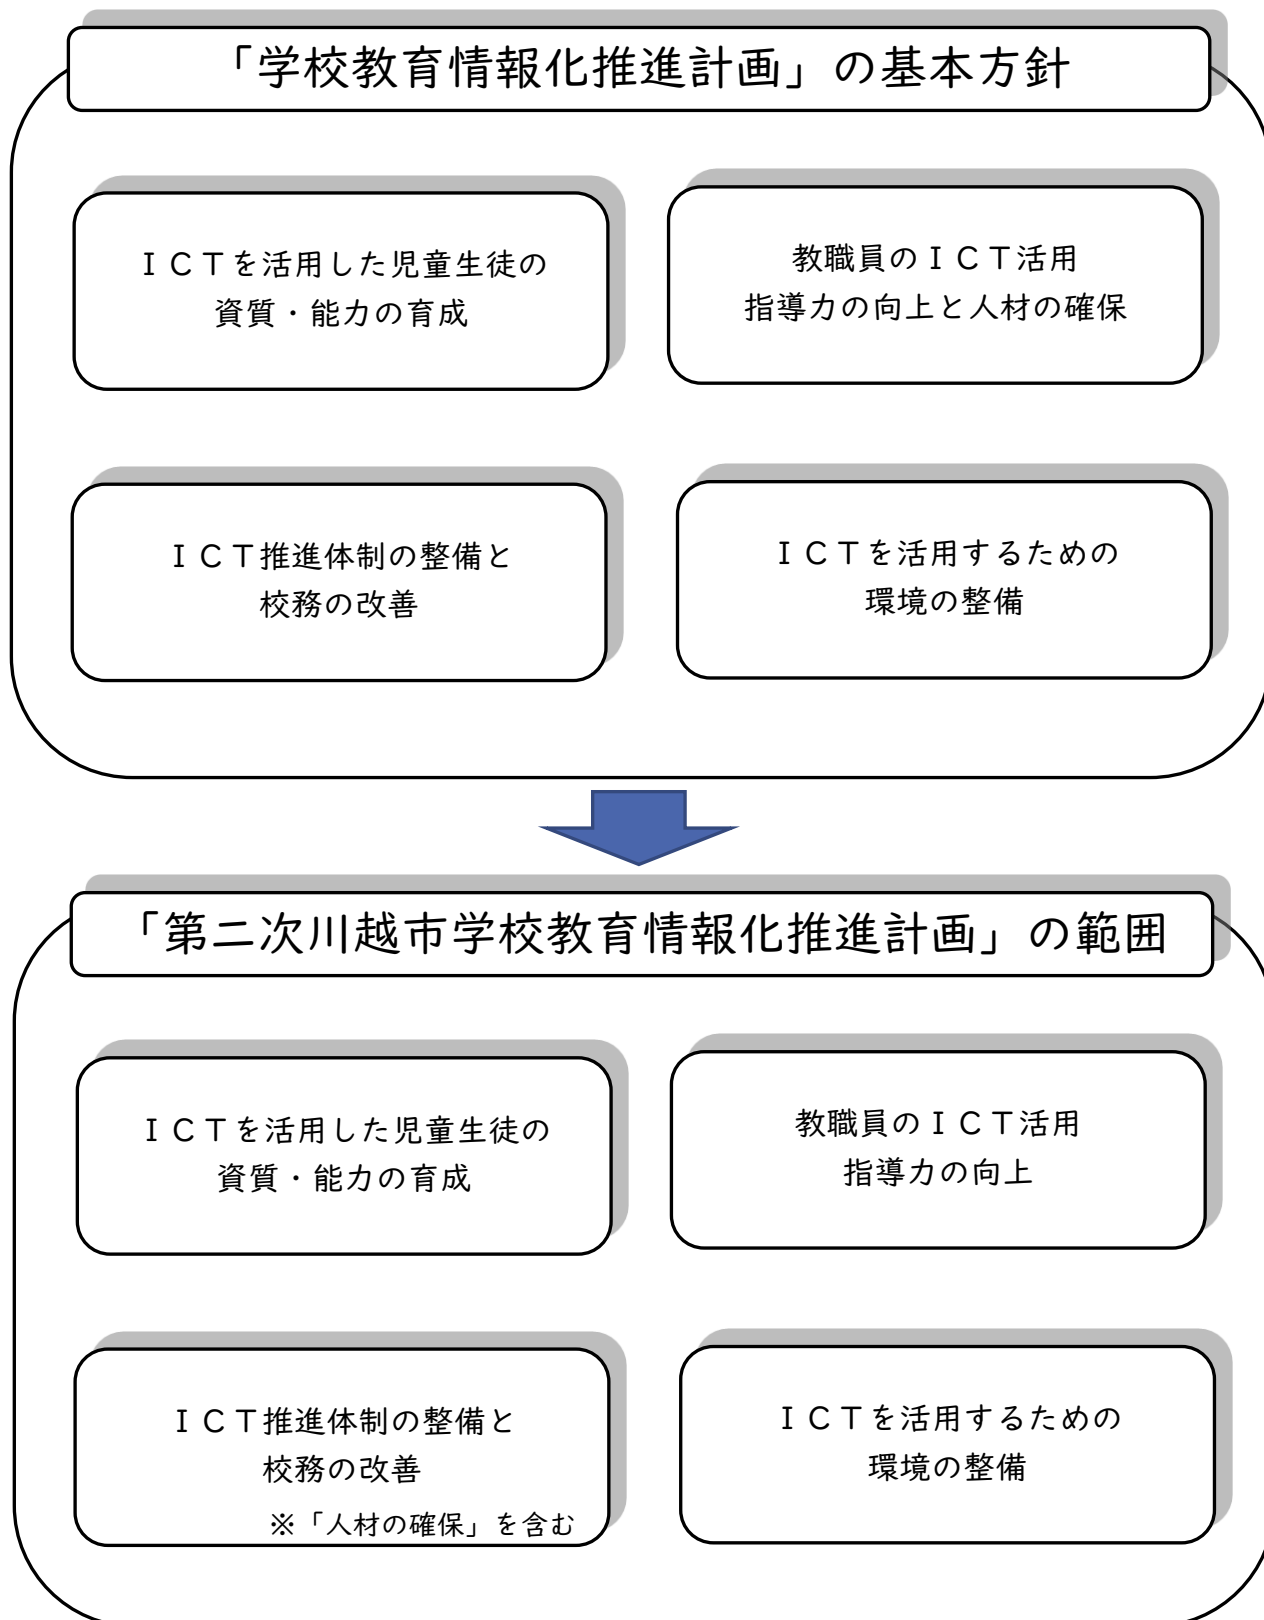 「学校教育情報化推進計画」の基本方針
ＩＣＴを活用した児童生徒の
資質・能力の育成
教職員のＩＣＴ活用
指導力の向上と人材の確保
ＩＣＴ推進体制の整備と
校務の改善
ＩＣＴを活用するための
環境の整備
「第二次川越市学校教育情報化推進計画」の範囲
ＩＣＴを活用した児童生徒の
資質・能力の育成
教職員のＩＣＴ活用
指導力の向上
ＩＣＴ推進体制の整備と
校務の改善
※「人材の確保」を含む
ＩＣＴを活用するための
環境の整備